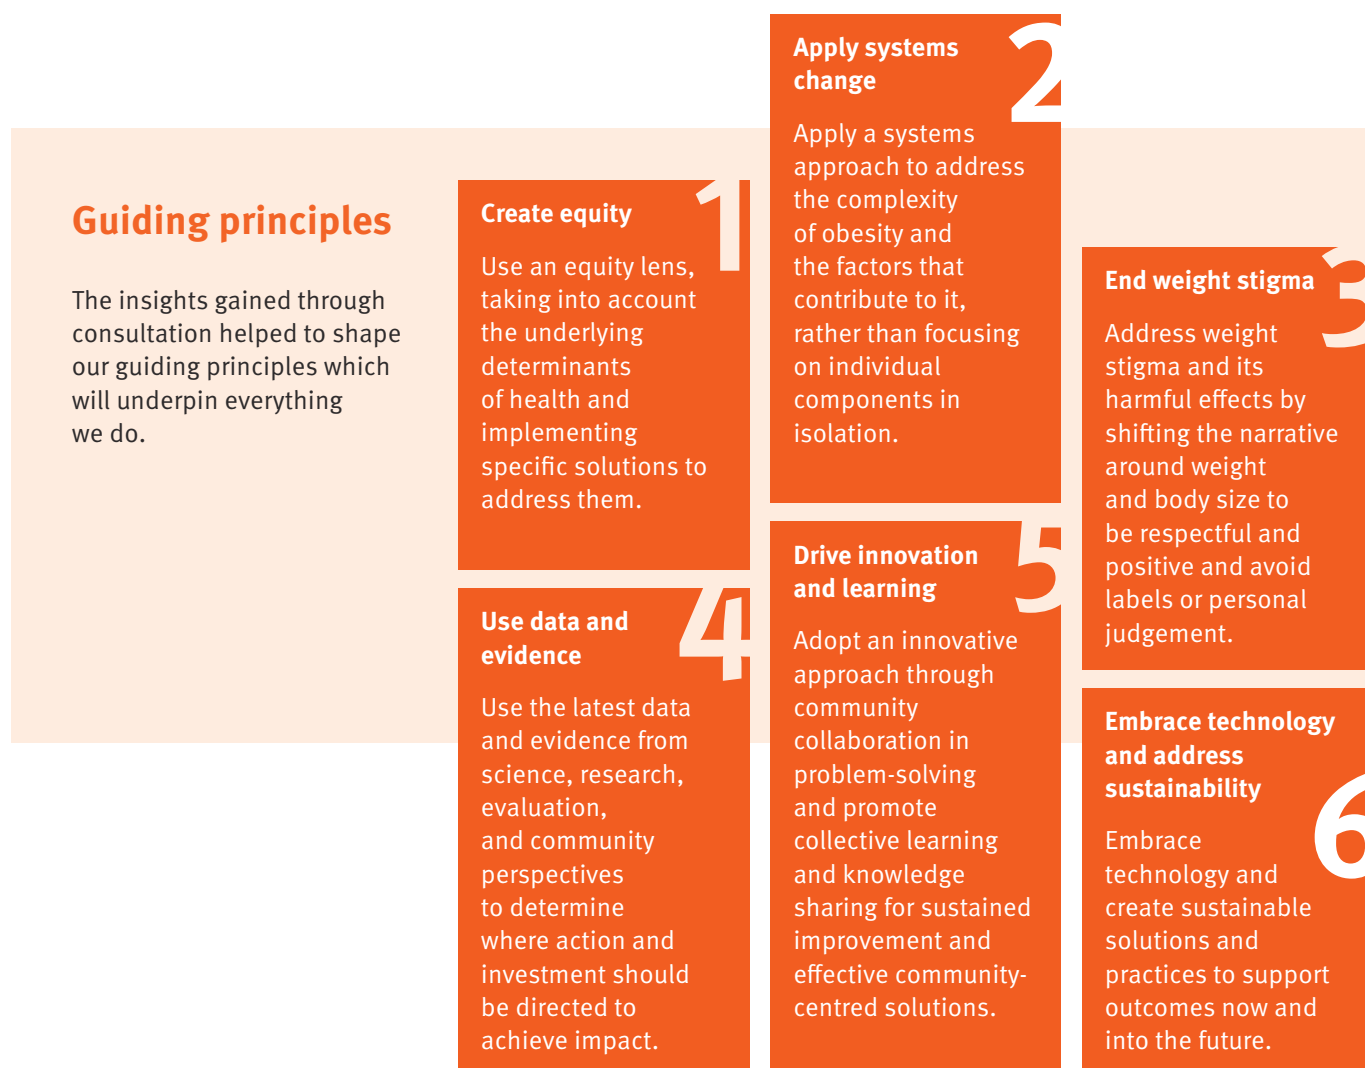 Guiding principles
The insights gained through
consultation helped to shape
our guiding principles which
will underpin everything
we do.
1
Create equity
Use an equity lens,
taking into account
the underlying
determinants
of health and
implementing
specific solutions to
address them.
2
Apply systems
change
Apply a systems
approach to address
the complexity
of obesity and
the factors that
contribute to it,
rather than focusing
on individual
components in
isolation.
3
End weight stigma
Address weight
stigma and its
harmful effects by
shifting the narrative
around weight
and body size to
be respectful and
positive and avoid
labels or personal
judgement.
4
Use data and
evidence
Use the latest data
and evidence from
science, research,
evaluation,
and community
perspectives
to determine
where action and
investment should
be directed to
achieve impact.
5
Drive innovation
and learning
Adopt an innovative
approach through
community
collaboration in
problem-solving
and promote
collective learning
and knowledge
sharing for sustained
improvement and
effective community-
centred solutions.
6
Embrace technology
and address
sustainability
Embrace
technology and
create sustainable
solutions and
practices to support
outcomes now and
into the future.